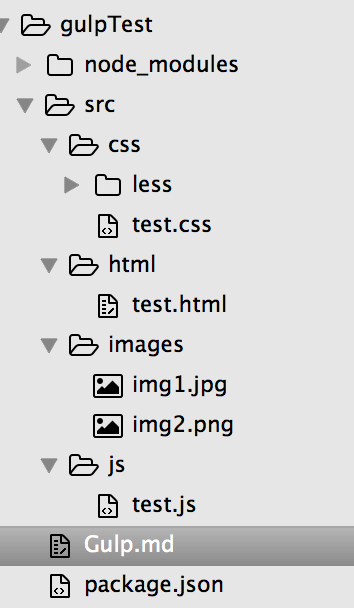 gulpTest
node_modules
src
css
less
test.css
html
test.html
images
img1.jpg
img2.png
js
test.js
Gulp.md
package.json